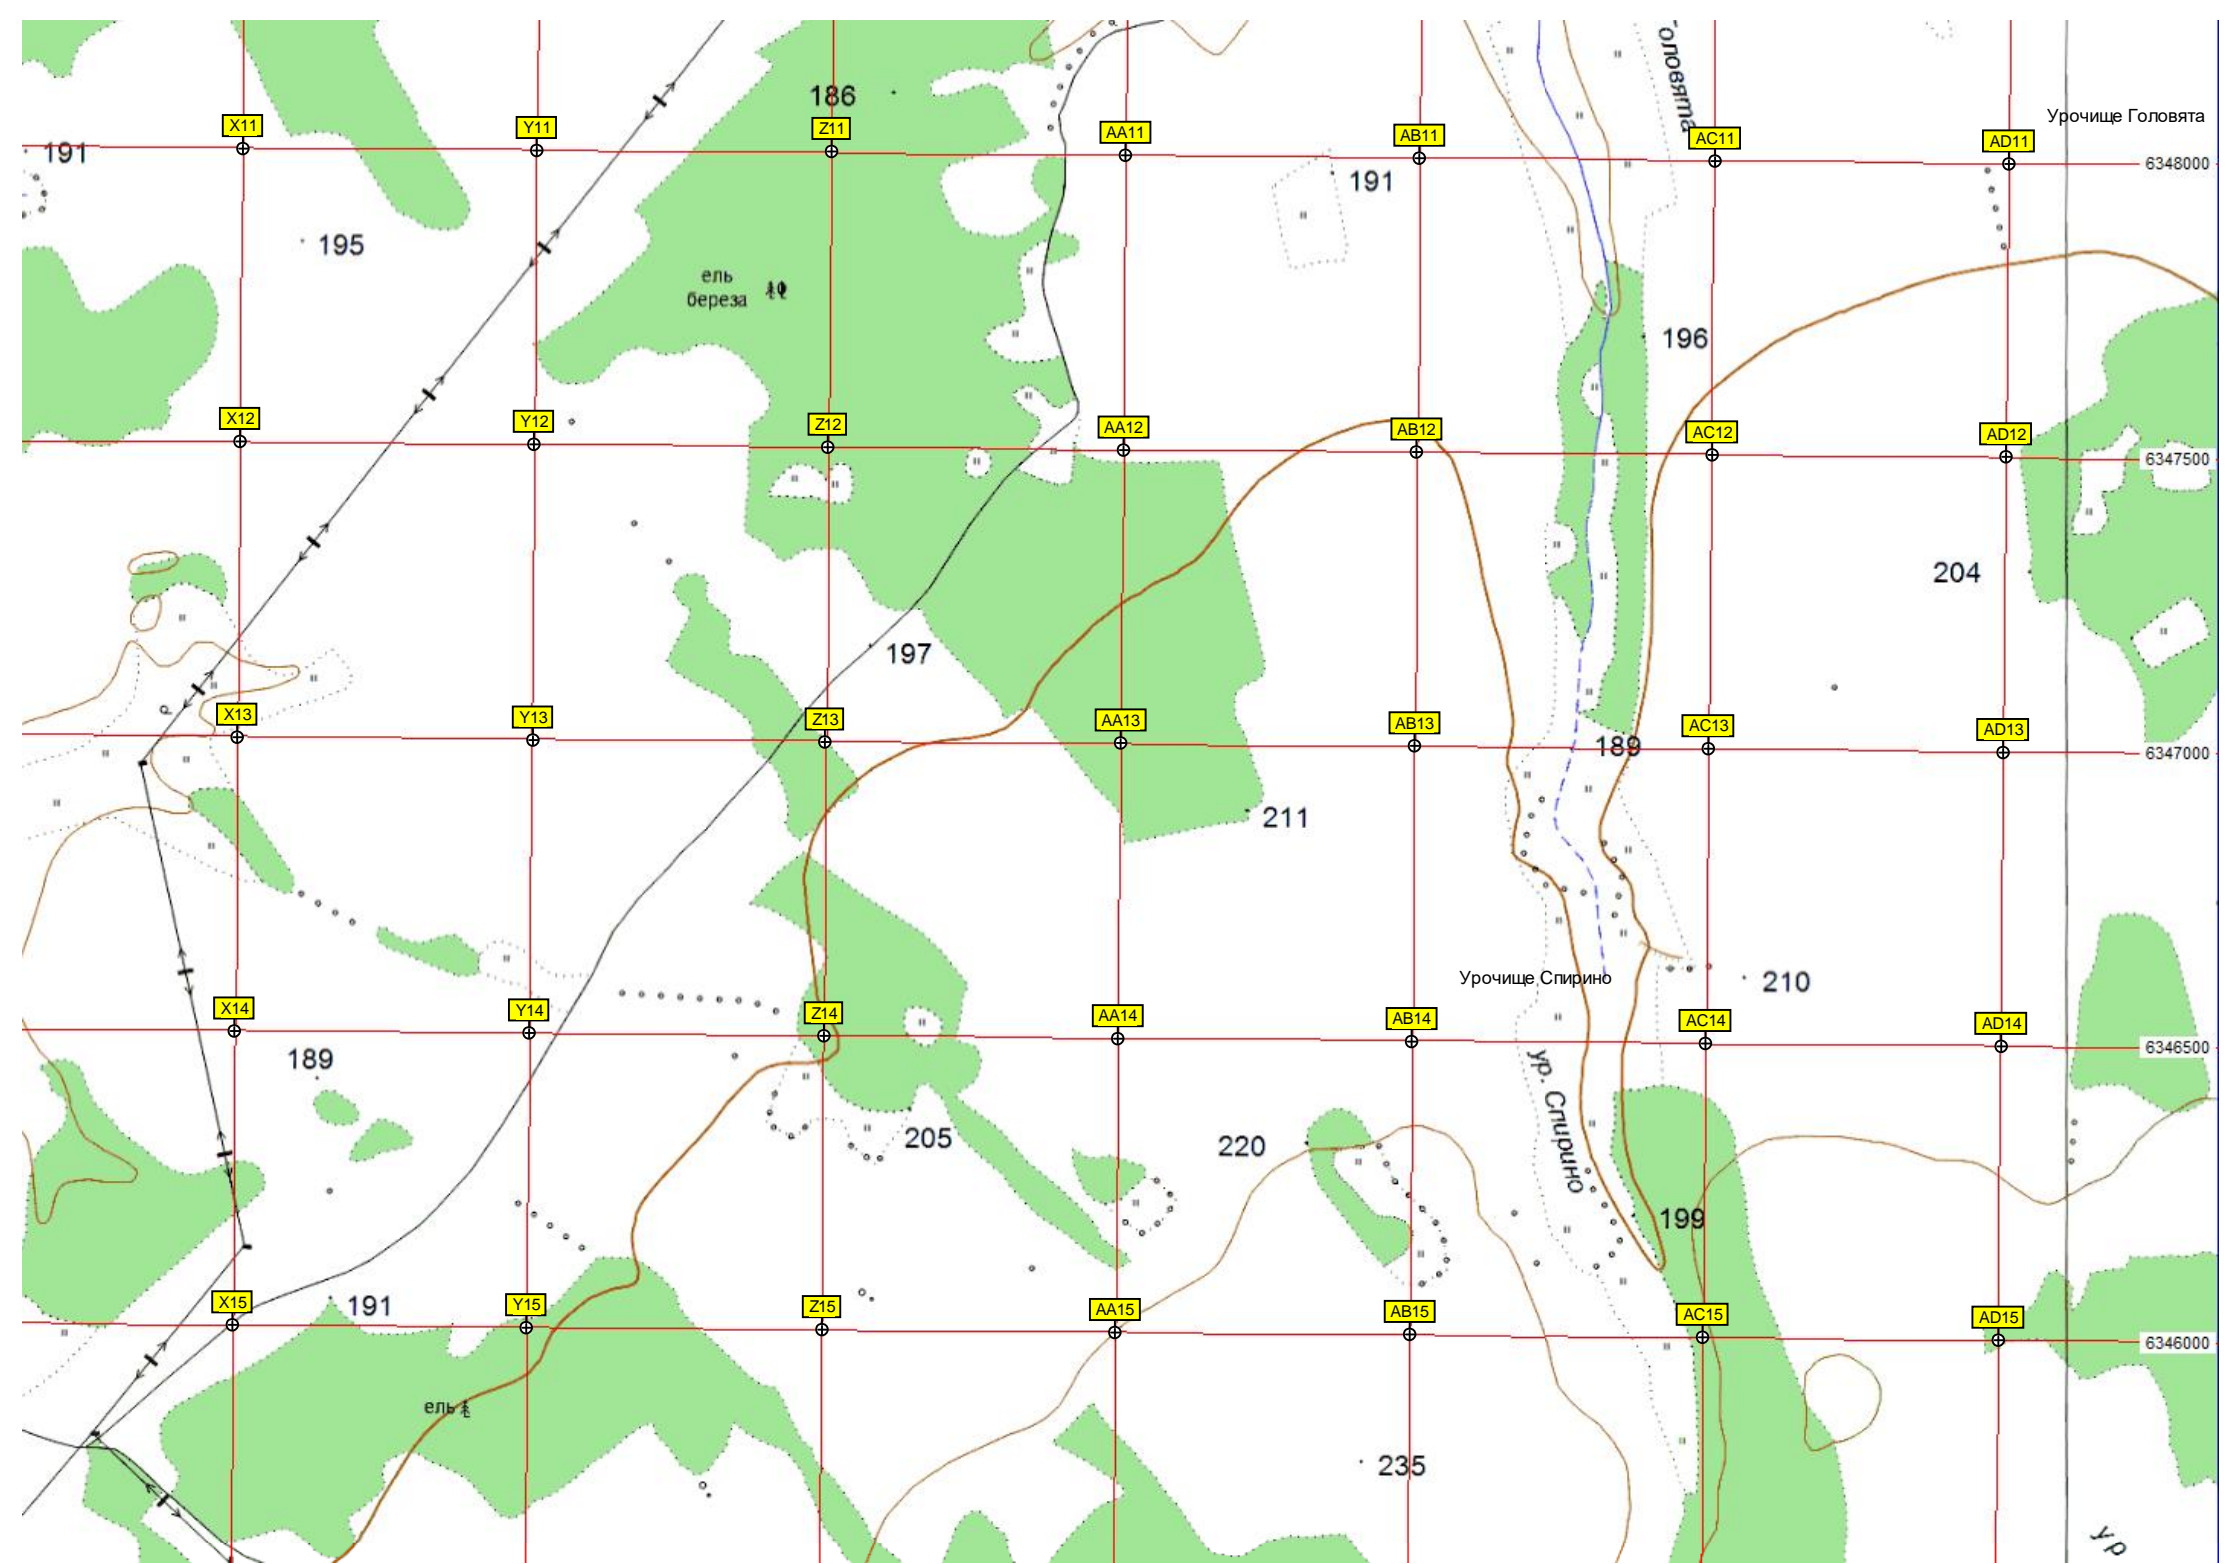 186
Головята
Урочище Головята
X11
Y11
Z11
AA11
AB11
AC11
AD11
191
6348000
191
195
ель
береза
196
X12
Y12
Z12
AA12
AB12
AC12
AD12
6347500
204
197
р
X13
Y13
Z13
AA13
AB13
AC13
AD13
189
6347000
211
Урочище Спирино
210
X14
Y14
Z14
AA14
AB14
AC14
AD14
6346500
189
ур. Спирино
205
220
199
X15
Y15
Z15
AA15
AB15
AC15
AD15
191
6346000
ель
235
ур